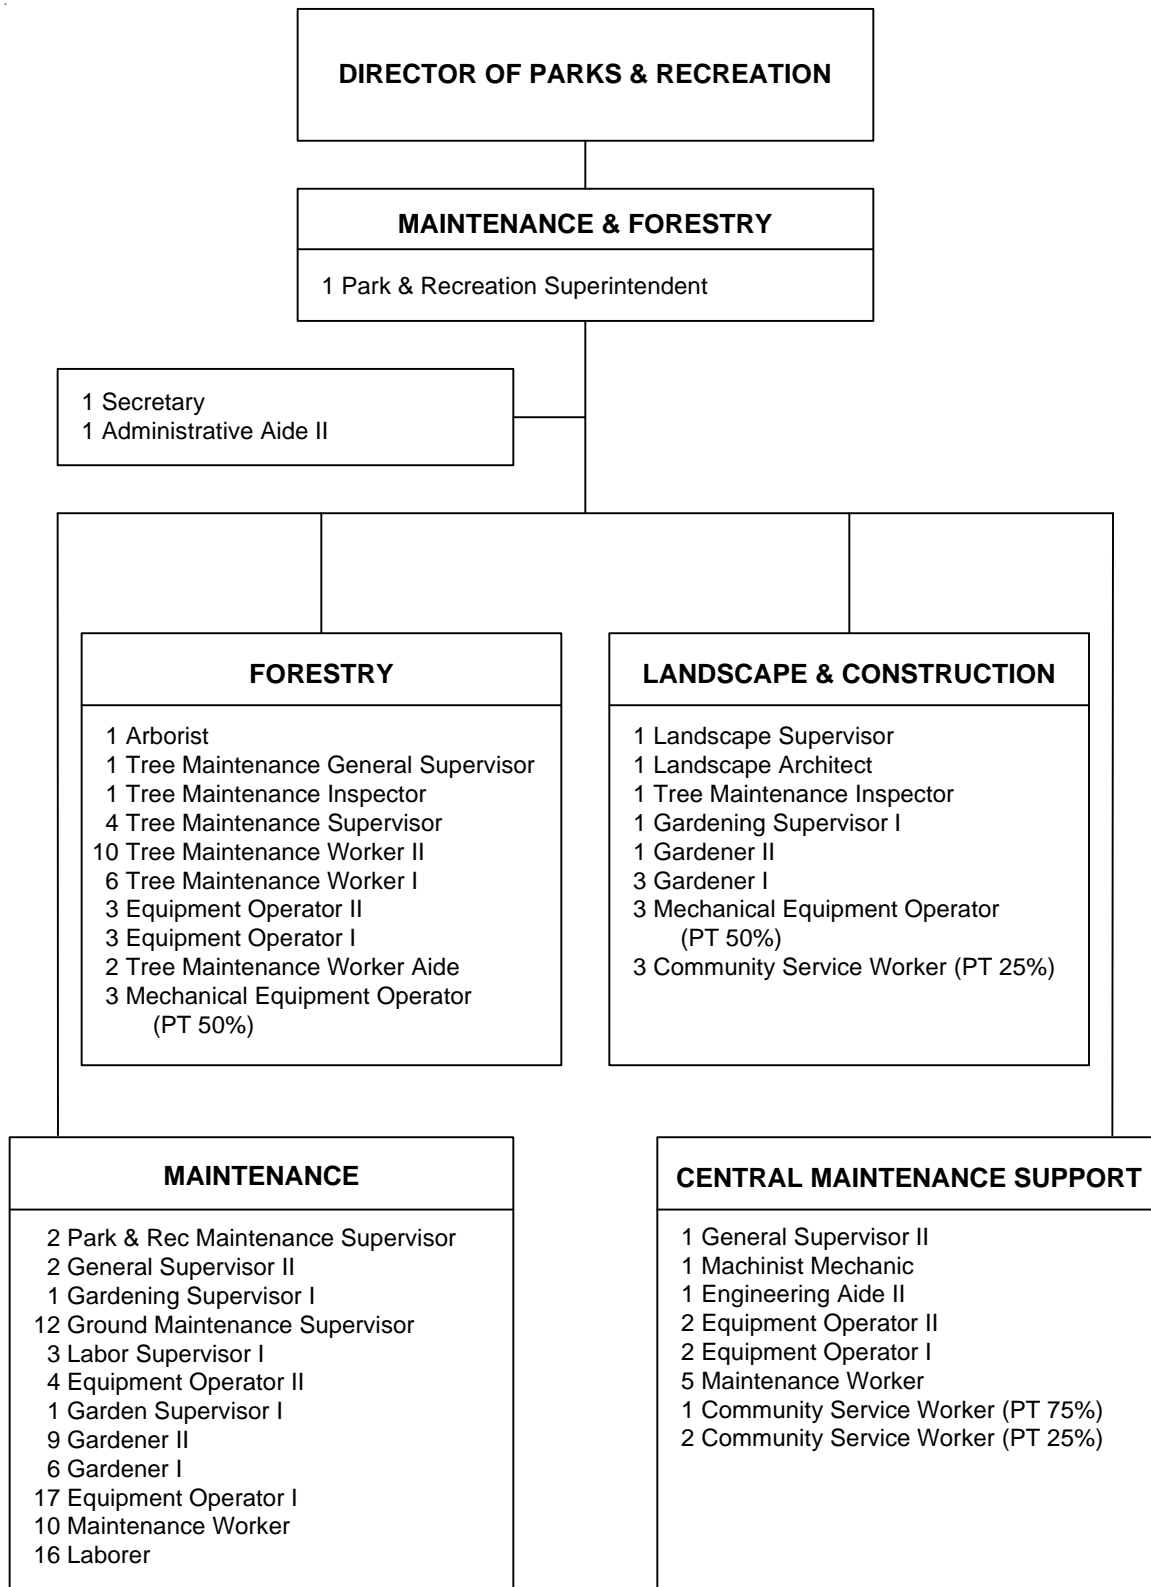 DIRECTOR OF PARKS & RECREATION
MAINTENANCE & FORESTRY
1 Park & Recreation Superintendent
1 Secretary
1 Administrative Aide II
FORESTRY
1 Arborist
1 Tree Maintenance General Supervisor
1 Tree Maintenance Inspector
4 Tree Maintenance Supervisor
10 Tree Maintenance Worker II
6 Tree Maintenance Worker I
3 Equipment Operator II
3 Equipment Operator I
2 Tree Maintenance Worker Aide
3 Mechanical Equipment Operator
(PT 50%)
LANDSCAPE & CONSTRUCTION
1 Landscape Supervisor
1 Landscape Architect
1 Tree Maintenance Inspector
1 Gardening Supervisor I
1 Gardener II
3 Gardener I
3 Mechanical Equipment Operator
(PT 50%)
3 Community Service Worker (PT 25%)
MAINTENANCE
2 Park & Rec Maintenance Supervisor
2 General Supervisor II
1 Gardening Supervisor I
12 Ground Maintenance Supervisor
3 Labor Supervisor I
4 Equipment Operator II
1 Garden Supervisor I
9 Gardener II
6 Gardener I
17 Equipment Operator I
10 Maintenance Worker
16 Laborer
CENTRAL MAINTENANCE SUPPORT
1 General Supervisor II
1 Machinist Mechanic
1 Engineering Aide II
2 Equipment Operator II
2 Equipment Operator I
5 Maintenance Worker
1 Community Service Worker (PT 75%)
2 Community Service Worker (PT 25%)